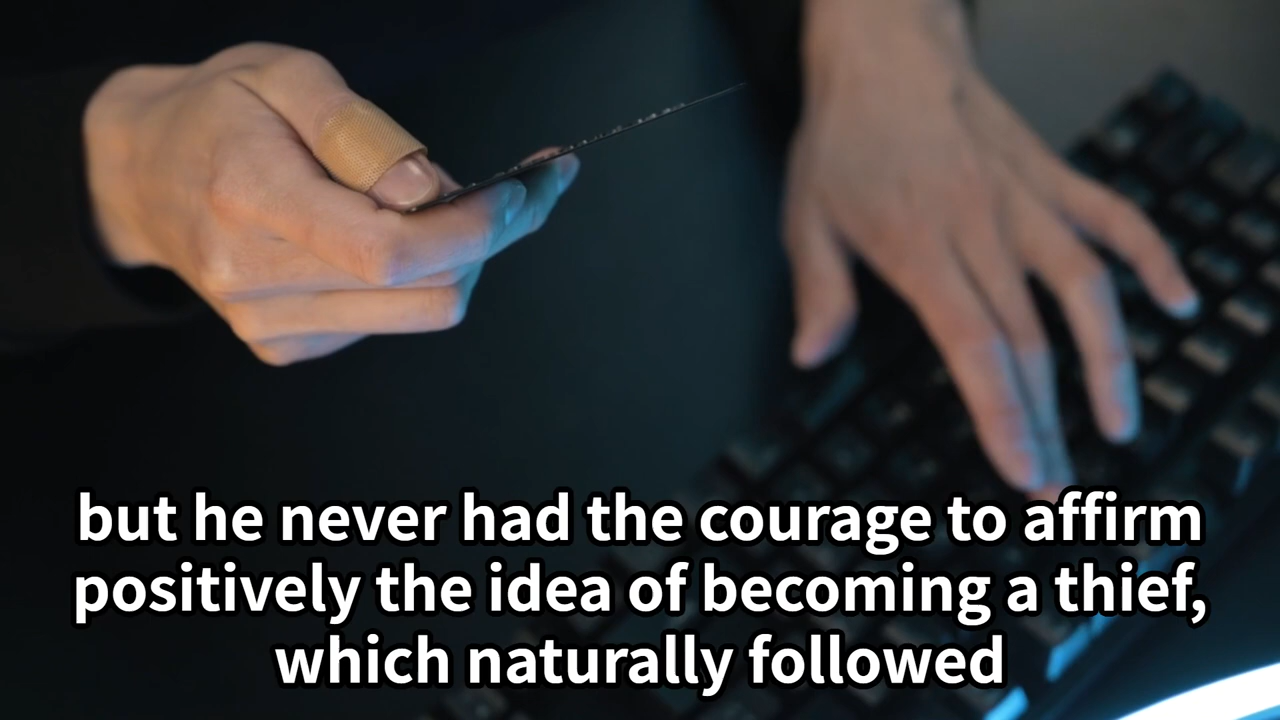 but he never had the courage to affirm
positively the idea of becoming a thief,
which naturally followed